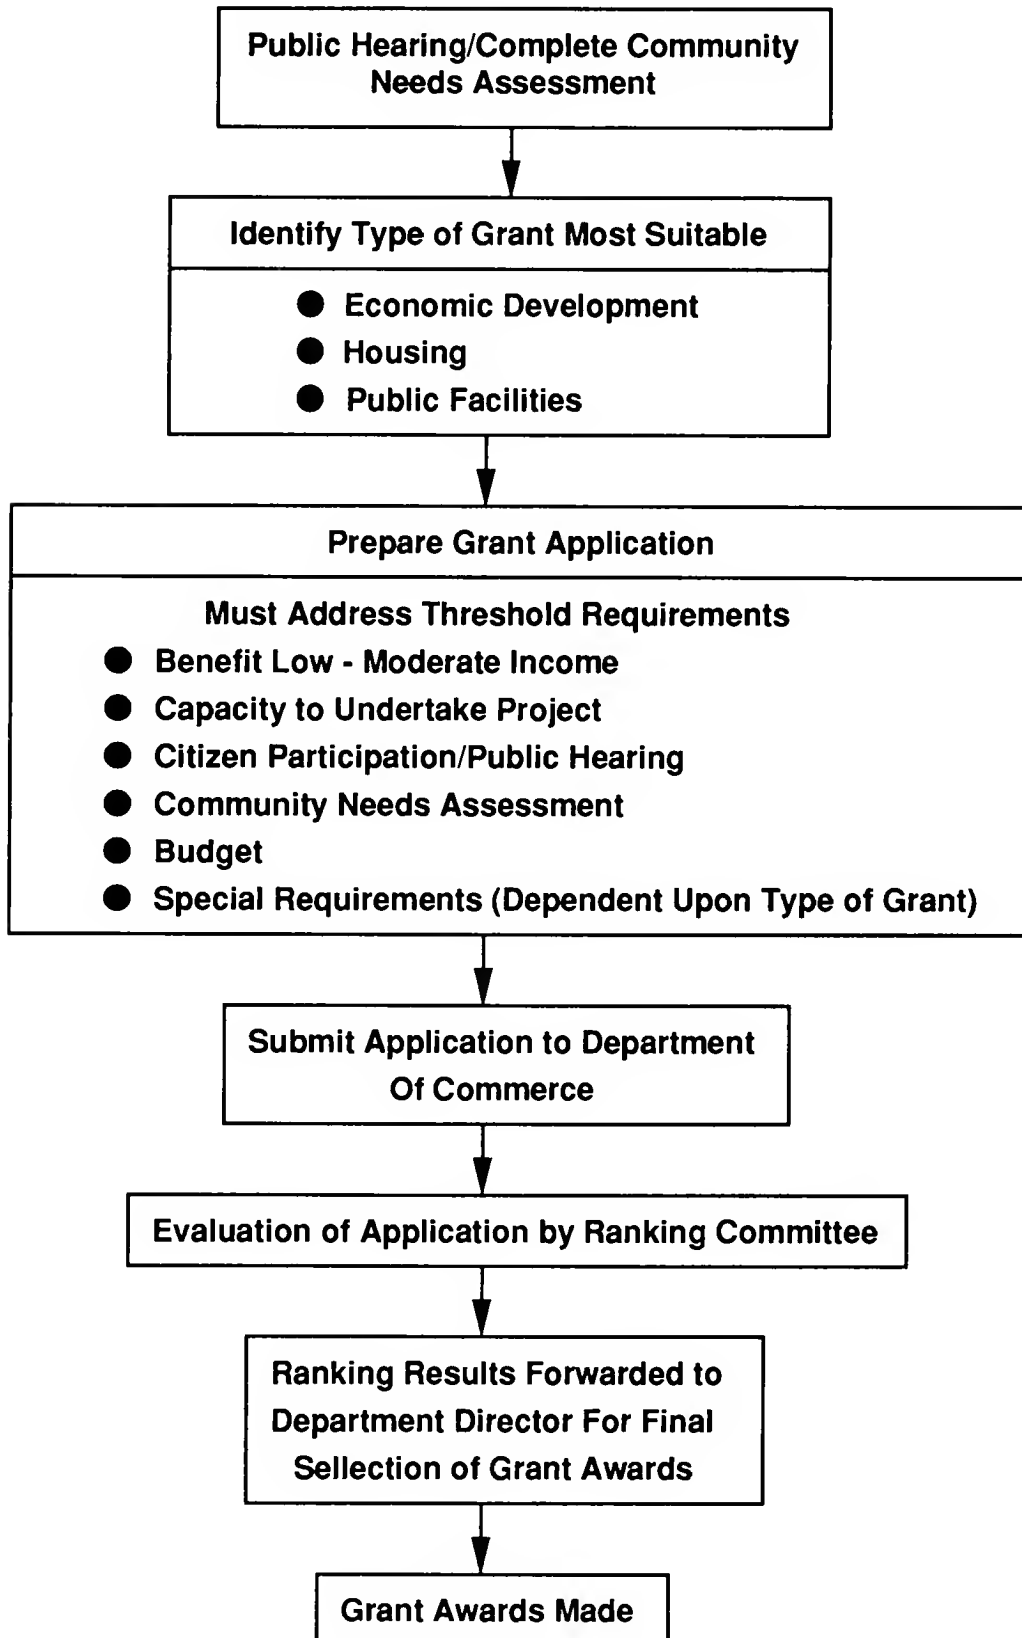 Public Hearing/Complete Community
Needs Assessment
Identify Type of Grant Most Suitable
● Economic Development
● Housing
● Public Facilities
Prepare Grant Application
Must Address Threshold Requirements
● Benefit Low - Moderate Income
● Capacity to Undertake Project
● Citizen Participation/Public Hearing
● Community Needs Assessment
● Budget
● Special Requirements (Dependent Upon Type of Grant)
Submit Application to Department
Of Commerce
Evaluation of Application by Ranking Committee
Ranking Results Forwarded to
Department Director For Final
Sellection of Grant Awards
Grant Awards Made